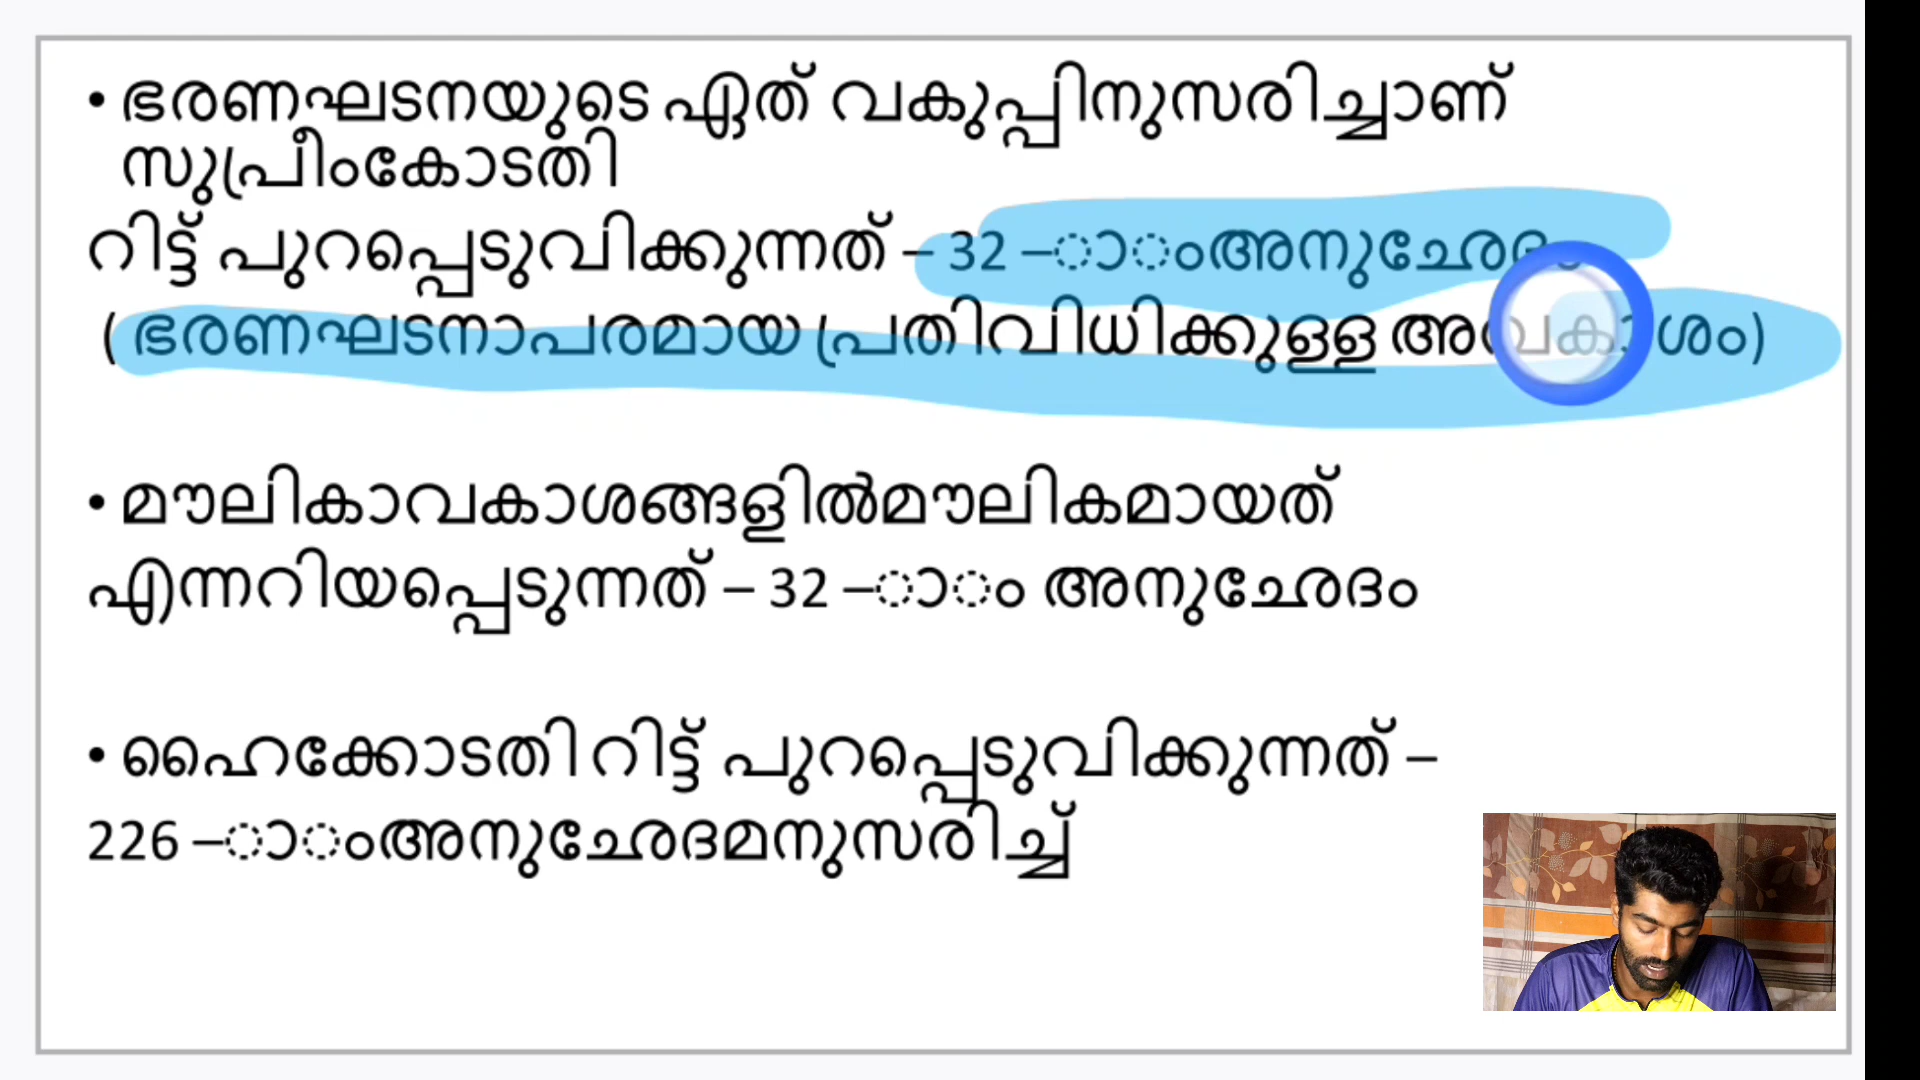 • ഭരണഘടനയുടെ ഏത് വകുപ്പിനുസരിച്ചാണ്
സുപ്രീംകോടതി
റിട്ട് പുറപ്പെടുവിക്കുന്നത് – 32 –ാംഅനുഛേദം
( ഭരണഘടനാപരമായ പ്രതിവിധിക്കുള്ള അവകാശം)
• മൗലികാവകാശങ്ങളിൽമൗലികമായത്
എന്നറിയപ്പെടുന്നത് – 32 –ാം അനുഛേദം
• ഹൈക്കോടതി റിട്ട് പുറപ്പെടുവിക്കുന്നത് –
226 –ാംഅനുഛേദമനുസരിച്ച്